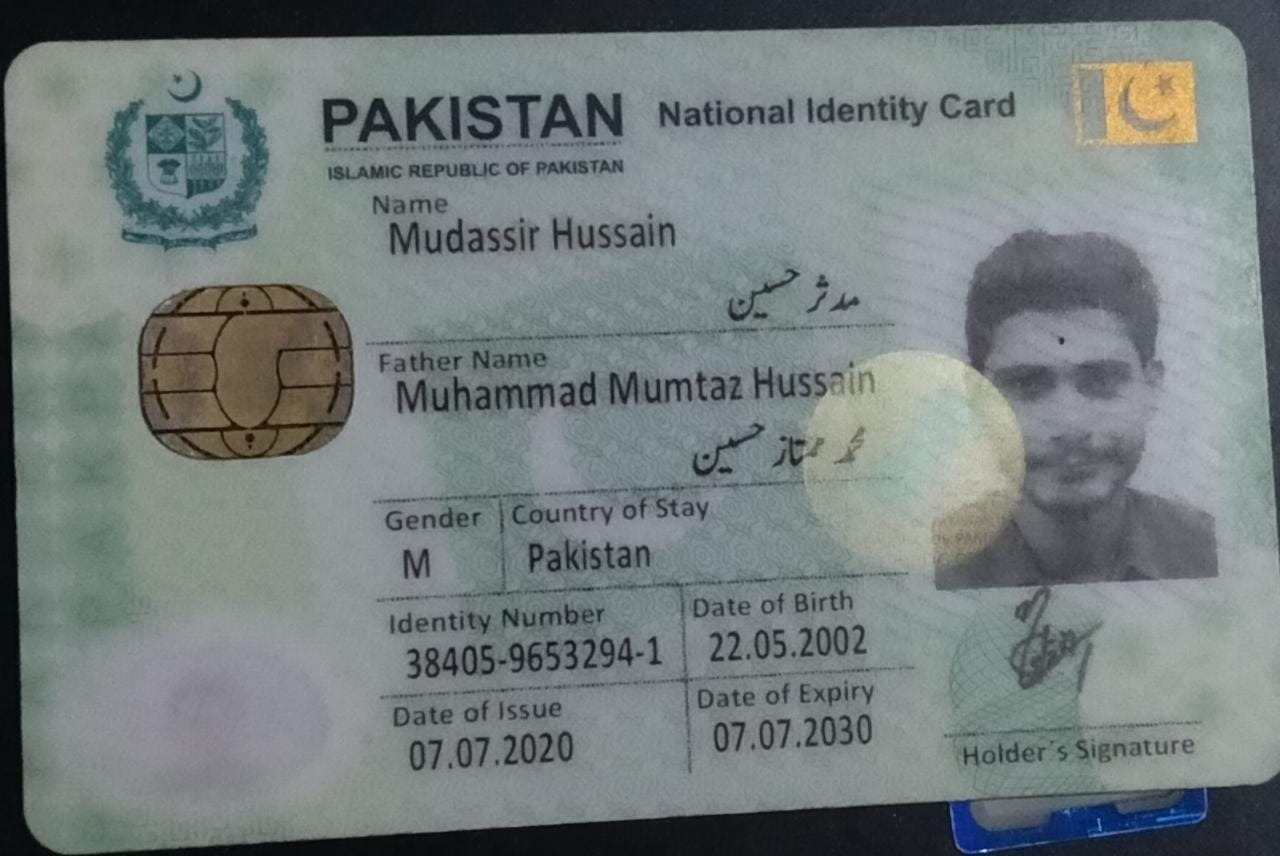 PAKISTAN National Identity Card
ISLAMIC REPUBLIC OF PAKISTAN
Name
Mudassir Hussain
مدثر حسین
Father Name
Muhammad Mumtaz Hussain
محمد ممتاز حسین
Gender Country of Stay
M Pakistan
Identity Number Date of Birth
38405-9653294-1 22.05.2002
Date of Issue Date of Expiry
07.07.2020 07.07.2030
Holder's Signature